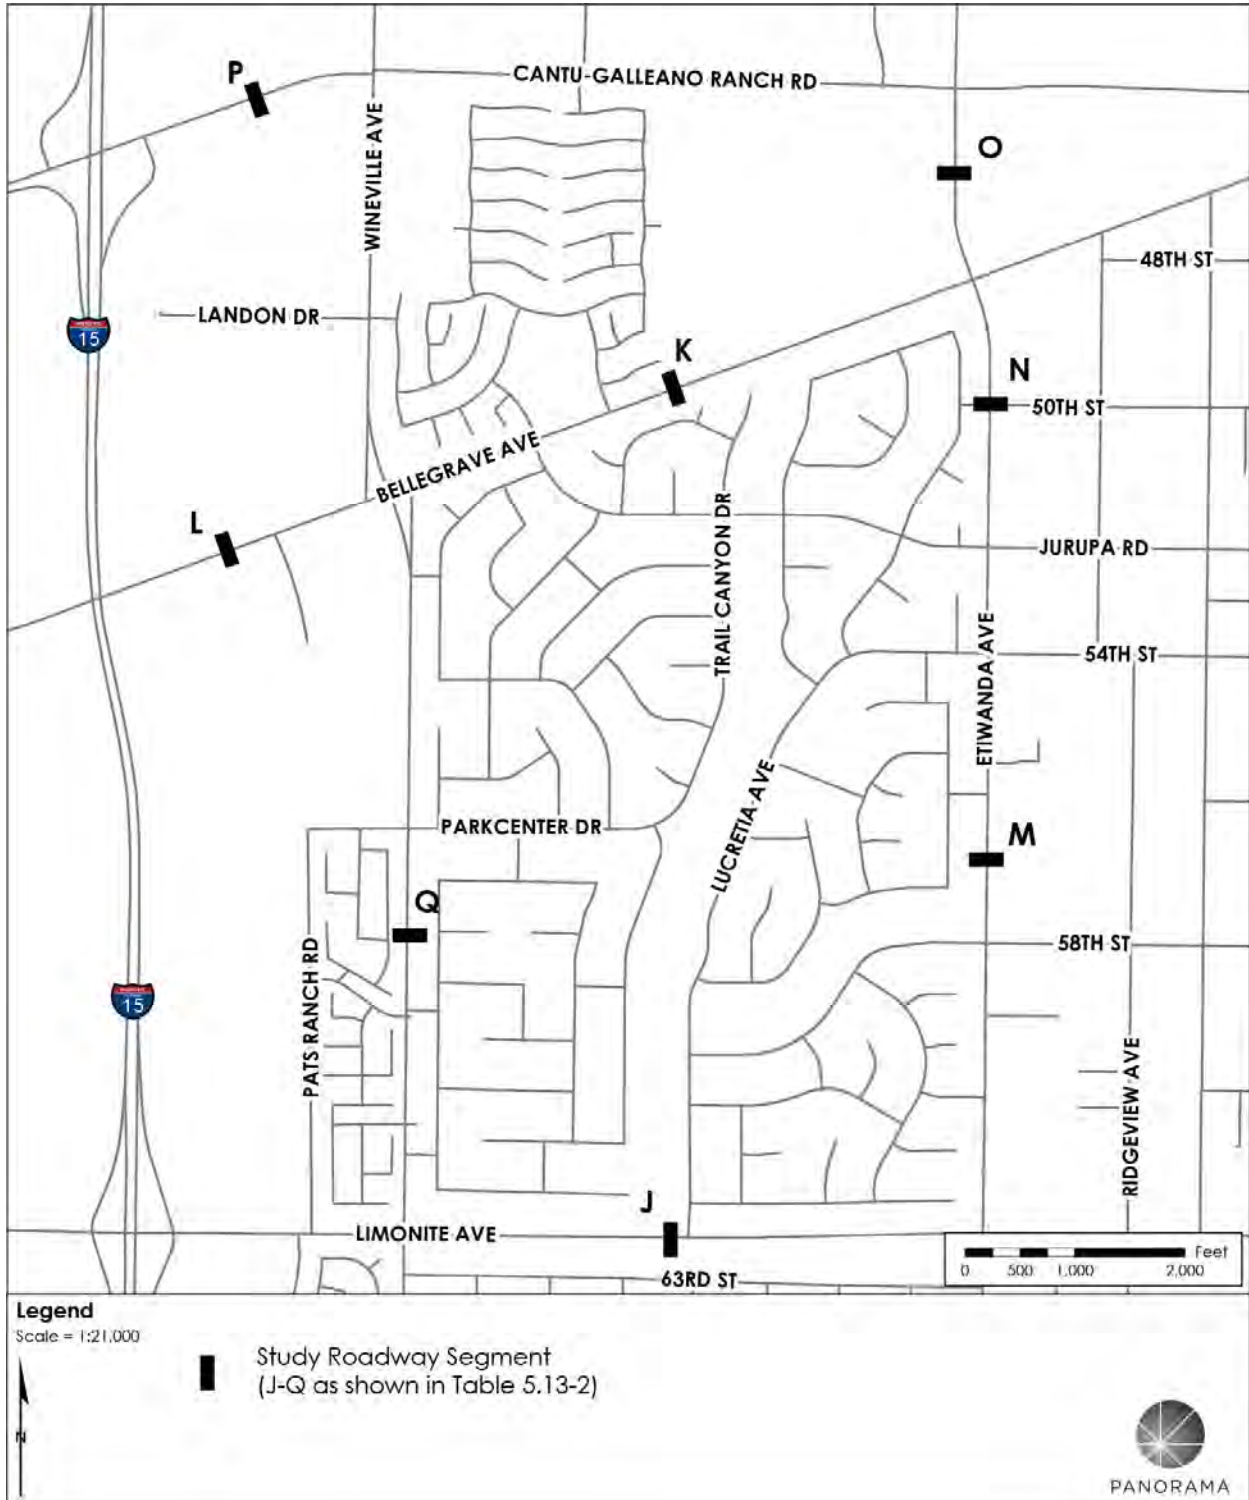 P
CANTU-GALLEANO RANCH RD
WINEVILLE AVE
O
48TH ST
LANDON DR
15
K
N
50TH ST
BELLEGRAVE AVE
L
TRAIL CANYON DR
JURUPA RD
ETIWANDA AVE
54TH ST
LUCRETIA AVE
PARKCENTER DR
M
Q
58TH ST
PATS RANCH RD
15
RIDGEVIEW AVE
J
LIMONITE AVE
63RD ST
Feet
0 500 1,000 2,000
Legend
Scale = 1:21,000
Study Roadway Segment
(J-Q as shown in Table 5.13-2)
N
PANORAMA